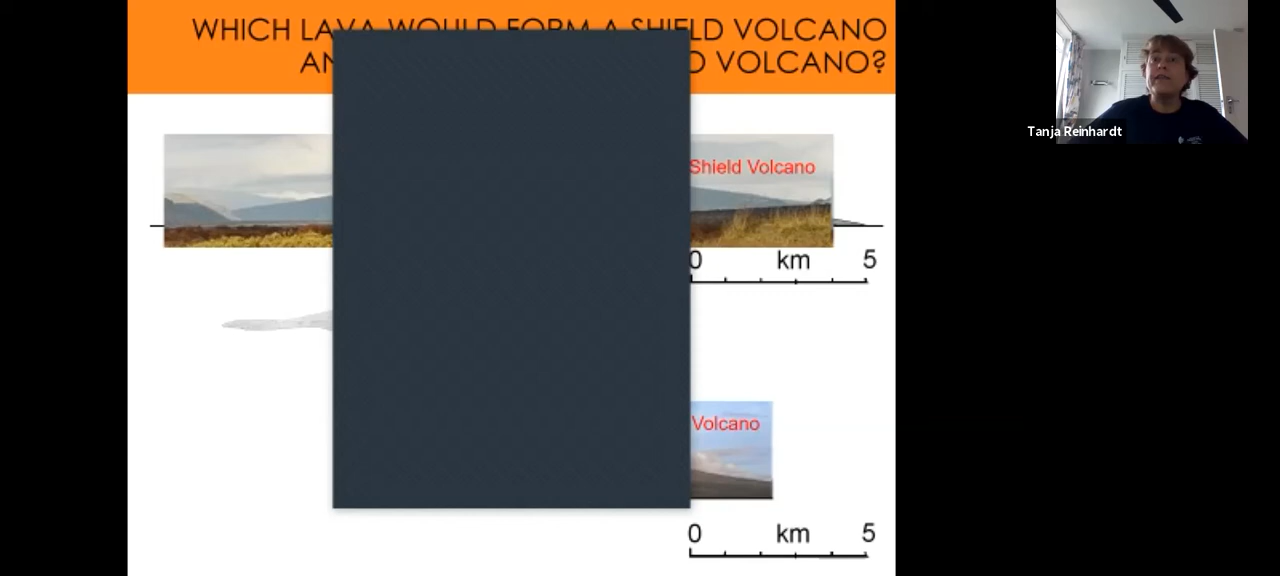 WHICH LAVA WOULD FORM A SHIELD VOLCANO
AN O VOLCANO?
Tanja Reinhardt
Shield Volcano
0 km 5
Volcano
0 km 5